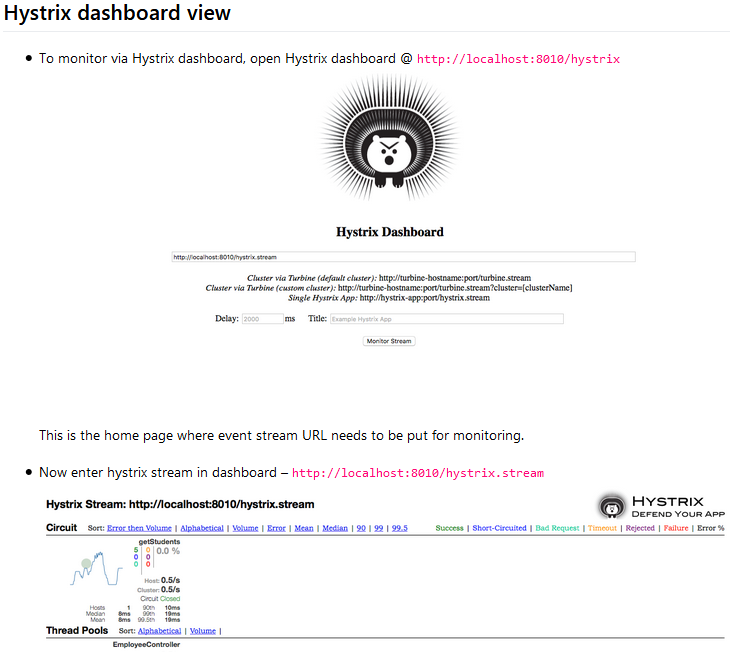 Hystrix dashboard view
To monitor via Hystrix dashboard, open Hystrix dashboard @ http://localhost:8010/hystrix
Hystrix Dashboard
http://localhost:8010/hystrix.stream
Cluster via Turbine (default cluster): http://turbine-hostname:port/turbine.stream
Cluster via Turbine (custom cluster): http://turbine-hostname:port/turbine.stream?cluster=[clusterName]
Single Hystrix App: http://hystrix-app:port/hystrix.stream
Delay: 2000 ms Title: Example Hystrix App
Monitor Stream
This is the home page where event stream URL needs to be put for monitoring.
Now enter hystrix stream in dashboard – http://localhost:8010/hystrix.stream
Hystrix Stream: http://localhost:8010/hystrix.stream
HYSTRIX
DEFEND YOUR APP
Circuit Sort: Error then Volume | Alphabetical | Volume | Error | Mean | Median | 90 | 99 | 99.5
Success | Short-Circuited | Bad Request | Timeout | Rejected | Failure | Error %
getStudents
5 0 0.0 %
0 0
0 0
Host: 0.5/s
Cluster: 0.5/s
Circuit Closed
Hosts 1 90th 10ms
Median 8ms 99th 19ms
Mean 8ms 99.5th 19ms
Thread Pools Sort: Alphabetical | Volume |
EmployeeController